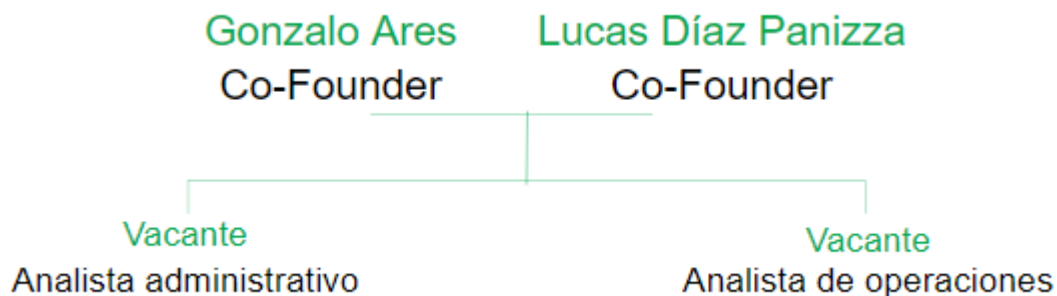 Gonzalo Ares
Co-Founder
Lucas Díaz Panizza
Co-Founder
Vacante
Analista administrativo
Vacante
Analista de operaciones